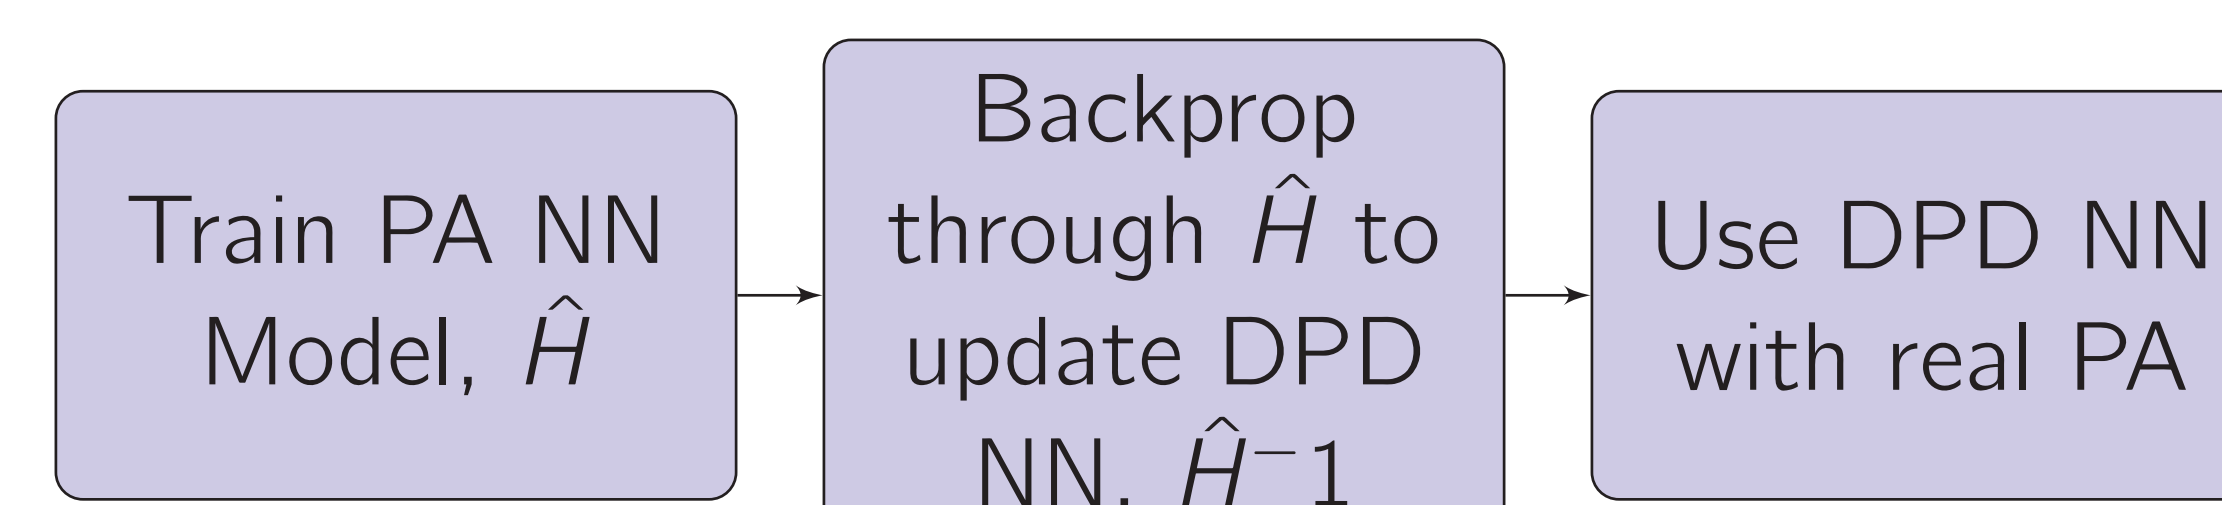 Train PA NN
Model, Ĥ
Backprop
through Ĥ to
update DPD
NN, Ĥ⁻1
Use DPD NN
with real PA